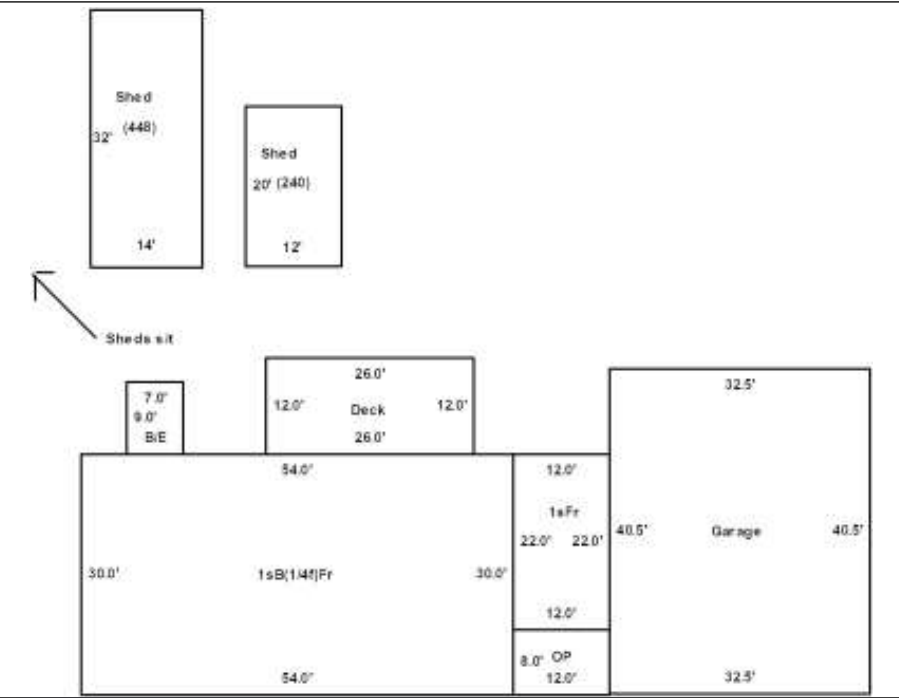 Shed
32' (448)
14'
Shed
20' (240)
12'
Sheds sit
7.0'
9.0'
B/E
26.0'
12.0' Deck 12.0'
26.0'
32.5'
40.5' Garage 40.5'
32.5'
54.0'
30.0' 1sB(1/4f)Fr 30.0'
54.0'
12.0'
1sFr
22.0' 22.0'
12.0'
8.0' OP
12.0'